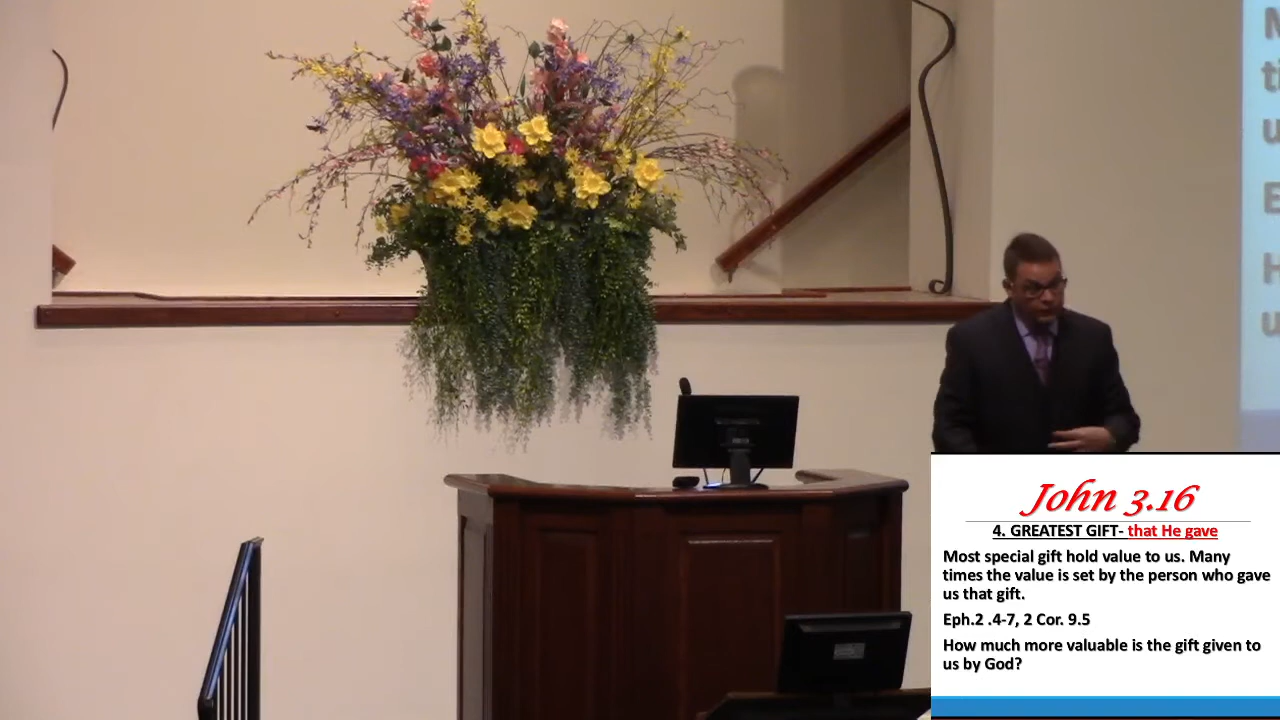 John 3.16
4. GREATEST GIFT- that He gave
Most special gift hold value to us. Many
times the value is set by the person who gave
us that gift.
Eph.2 .4-7, 2 Cor. 9.5
How much more valuable is the gift given to
us by God?
M
ti
u
E
H
u